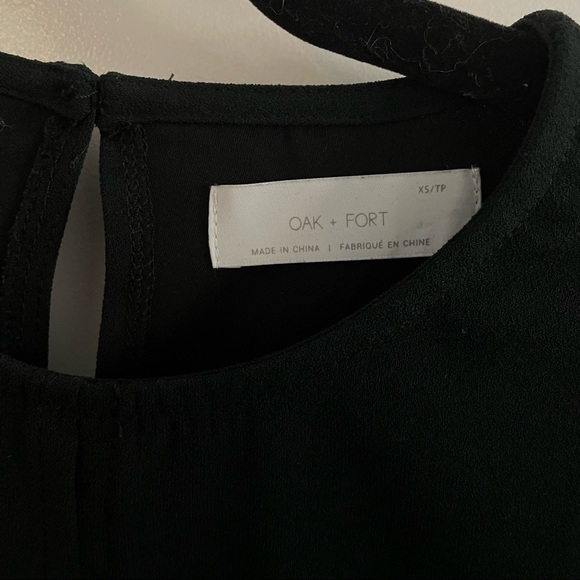 XS/TP
OAK + FORT
MADE IN CHINA | FABRIQUÉ EN CHINE